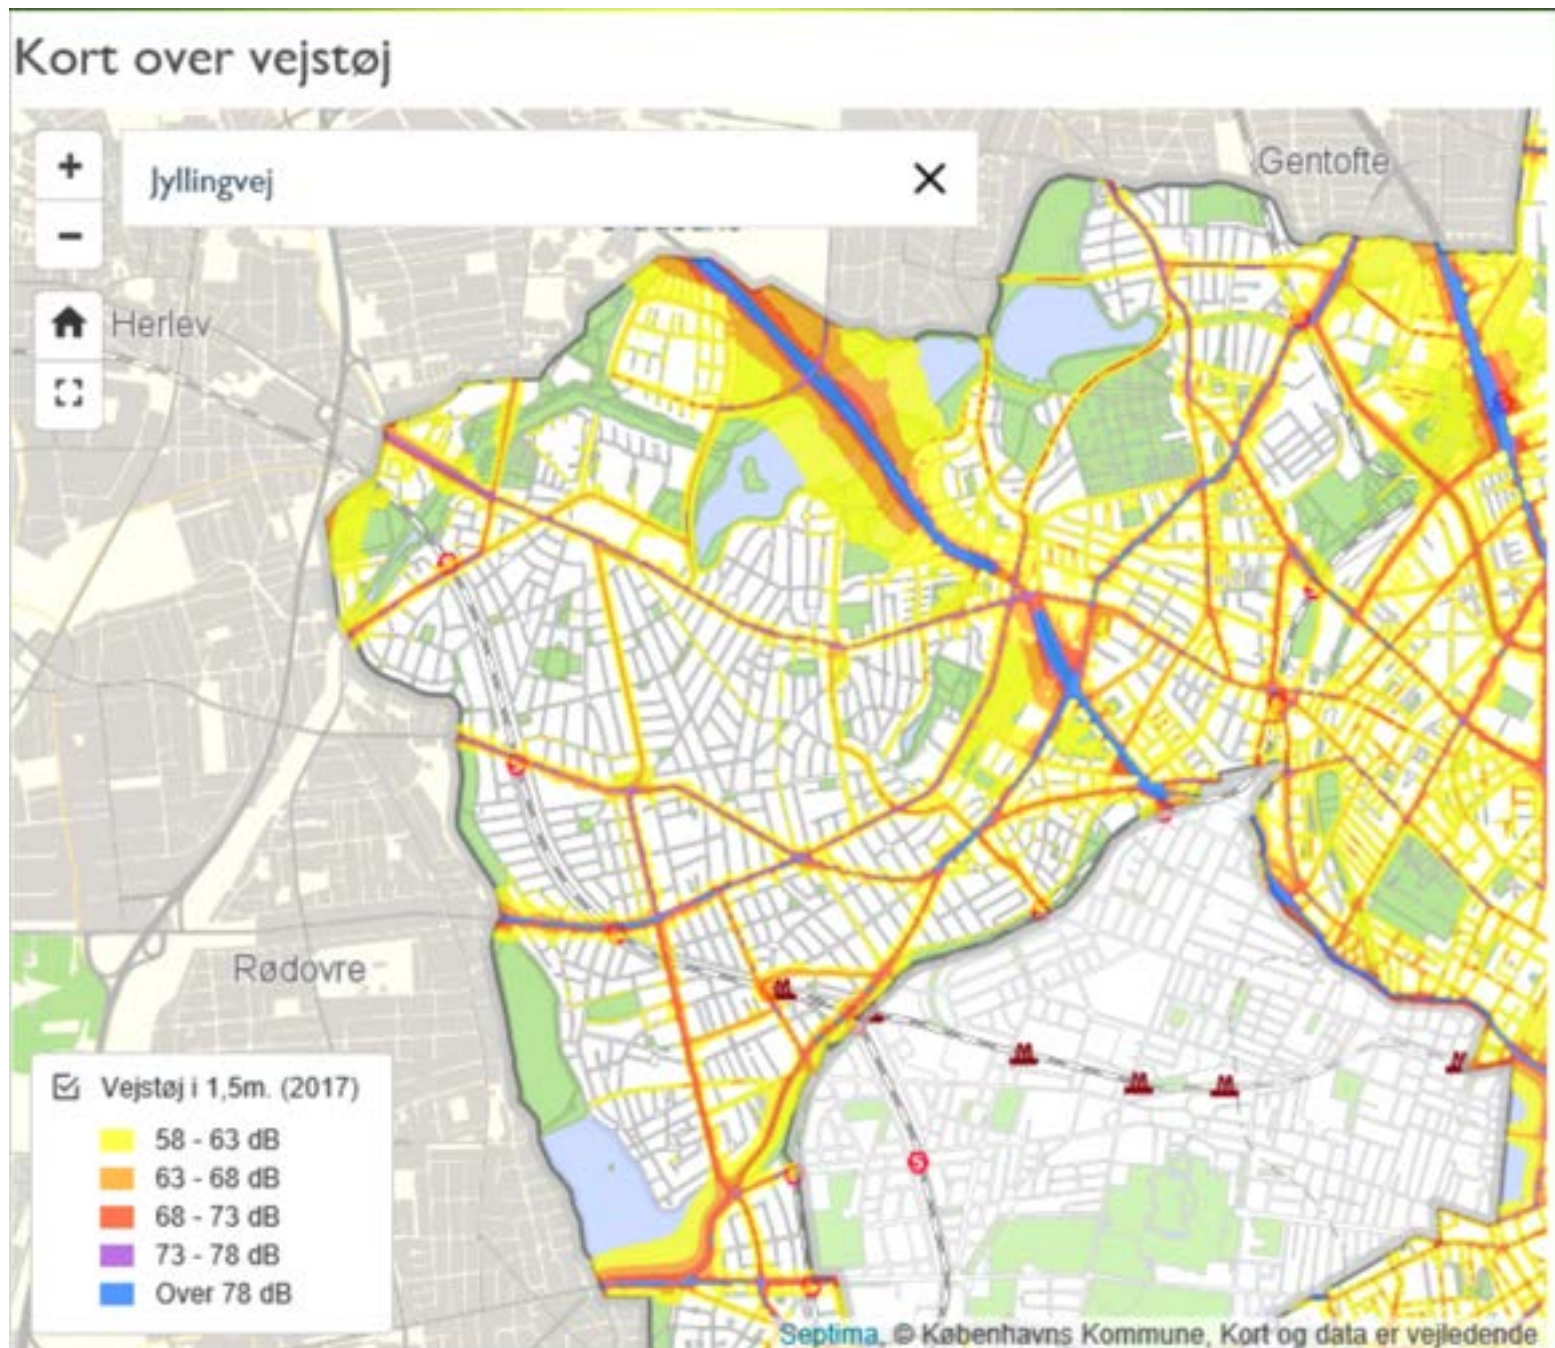 Kort over vejstøj
+
Jyllingvej
Gentofte
−
Herlev
Rødovre
Vejstøj i 1,5m. (2017)
58 - 63 dB
63 - 68 dB
68 - 73 dB
73 - 78 dB
Over 78 dB
S
Septima, © Københavns Kommune, Kort og data er vejledende